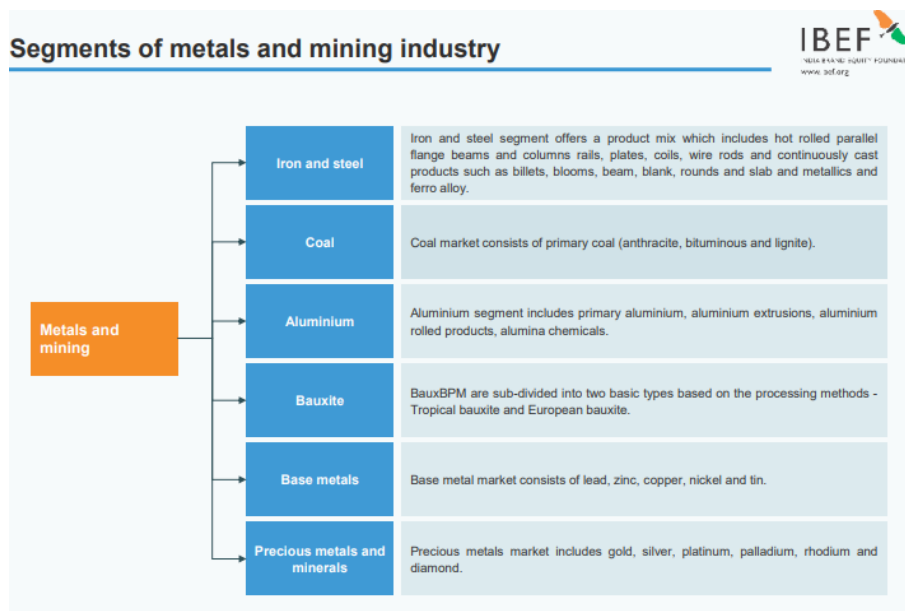 Segments of metals and mining industry
IBEF
INDIA BRAND EQUITY FOUNDAT
www.ibef.org
Metals and
mining
Iron and steel
Iron and steel segment offers a product mix which includes hot rolled parallel
flange beams and columns rails, plates, coils, wire rods and continuously cast
products such as billets, blooms, beam, blank, rounds and slab and metallics and
ferro alloy.
Coal
Coal market consists of primary coal (anthracite, bituminous and lignite).
Aluminium
Aluminium segment includes primary aluminium, aluminium extrusions, aluminium
rolled products, alumina chemicals.
Bauxite
BauxBPM are sub-divided into two basic types based on the processing methods -
Tropical bauxite and European bauxite.
Base metals
Base metal market consists of lead, zinc, copper, nickel and tin.
Precious metals and
minerals
Precious metals market includes gold, silver, platinum, palladium, rhodium and
diamond.